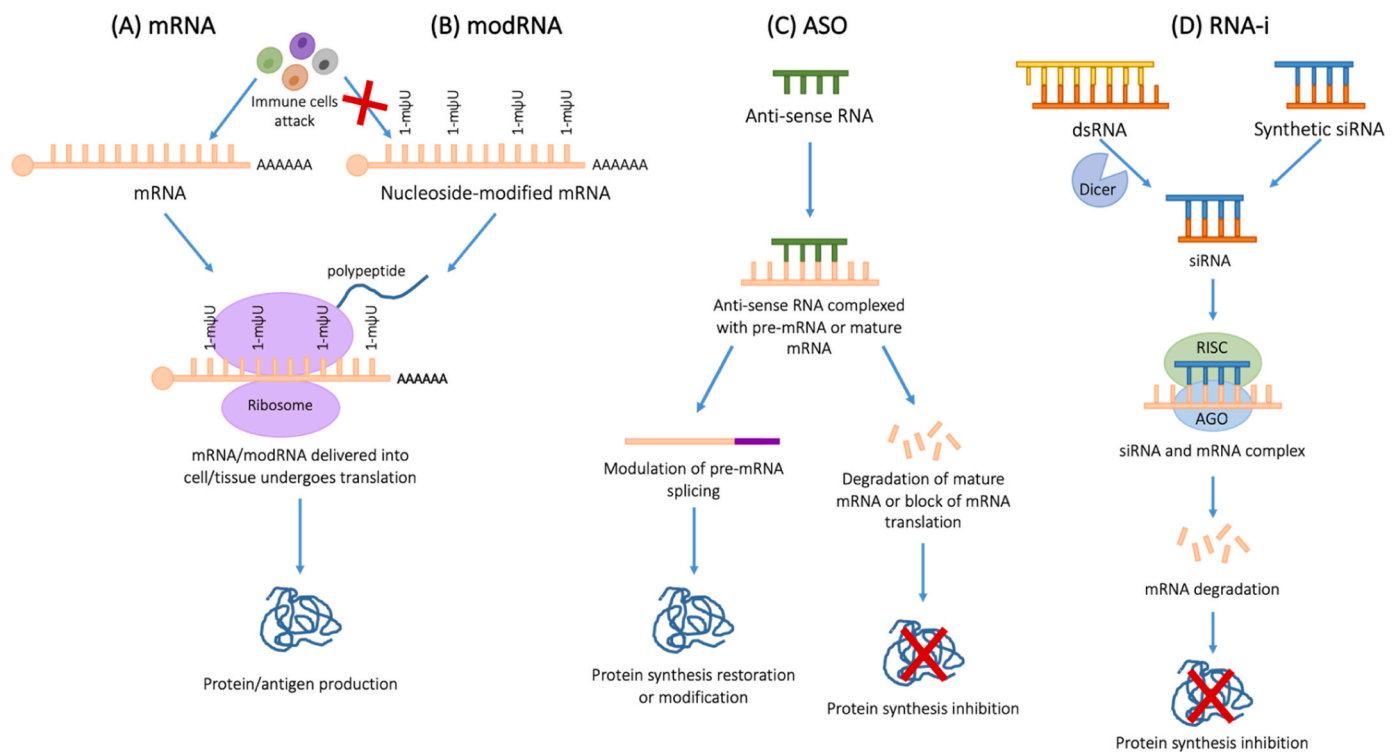 (A) mRNA
(B) modRNA
Immune cells
attack
1-mψU
1-mψU
1-mψU
1-mψU
AAAAAA
mRNA
AAAAAA
Nucleoside-modified mRNA
polypeptide
1-mψU
1-mψU
1-mψU
1-mψU
AAAAAA
Ribosome
mRNA/modRNA delivered into
cell/tissue undergoes translation
Protein/antigen production
(C) ASO
Anti-sense RNA
Anti-sense RNA complexed
with pre-mRNA or mature
mRNA
Modulation of pre-mRNA
splicing
Protein synthesis restoration
or modification
Degradation of mature
mRNA or block of mRNA
translation
Protein synthesis inhibition
(D) RNA-i
dsRNA
Synthetic siRNA
Dicer
siRNA
RISC
AGO
siRNA and mRNA complex
mRNA degradation
Protein synthesis inhibition